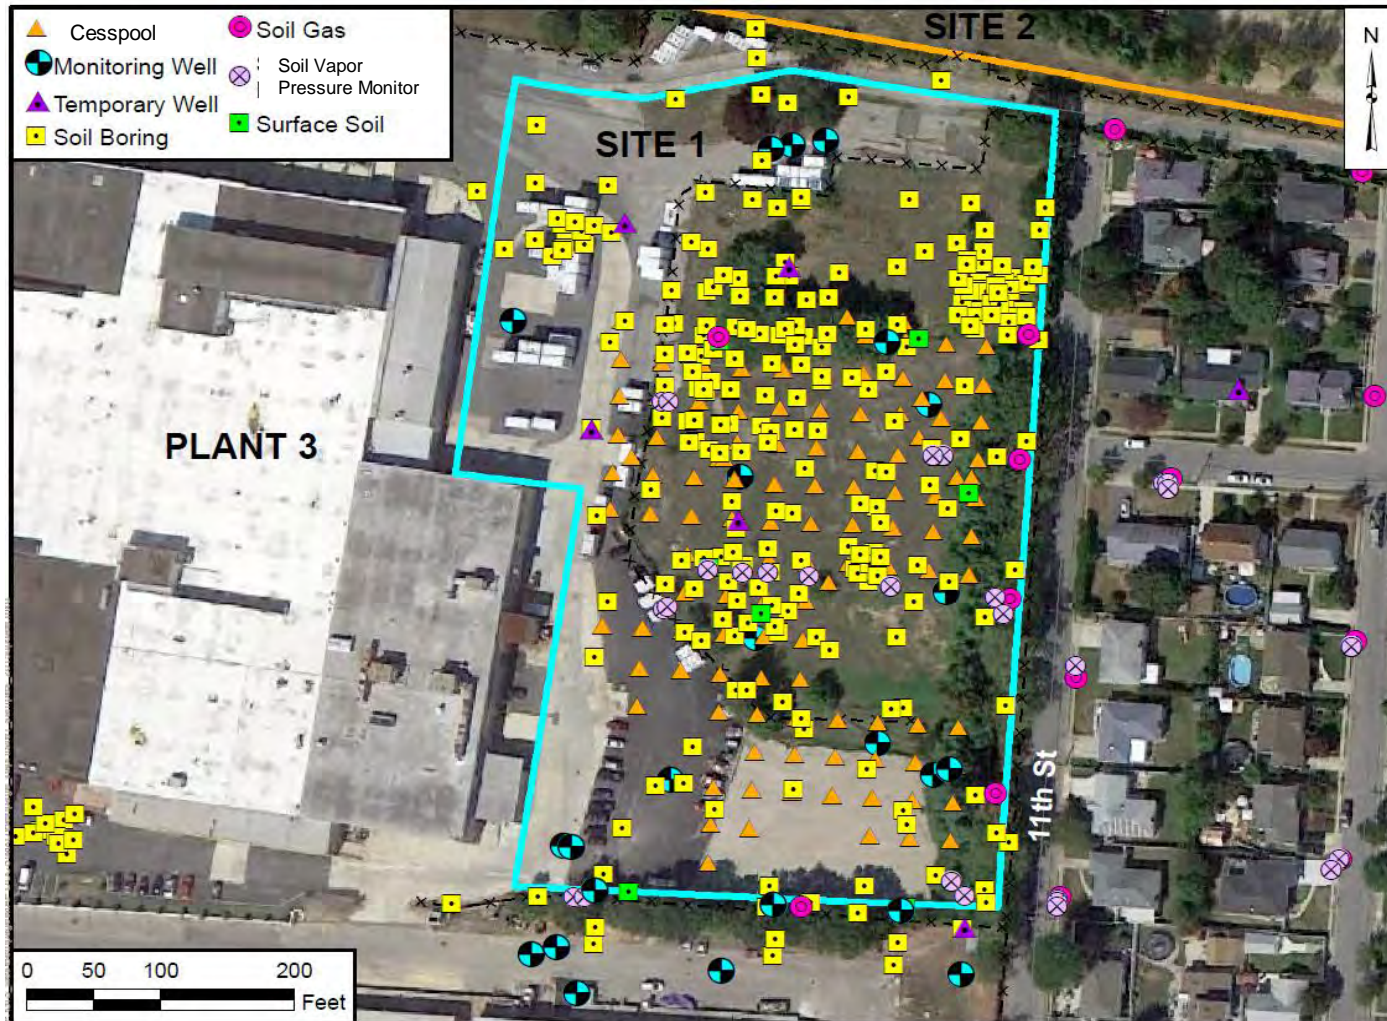 Cesspool
Soil Gas
Monitoring Well
Soil Vapor
Pressure Monitor
Temporary Well
Soil Boring
Surface Soil
SITE 2
N
SITE 1
PLANT 3
11th St
0 50 100 200
Feet